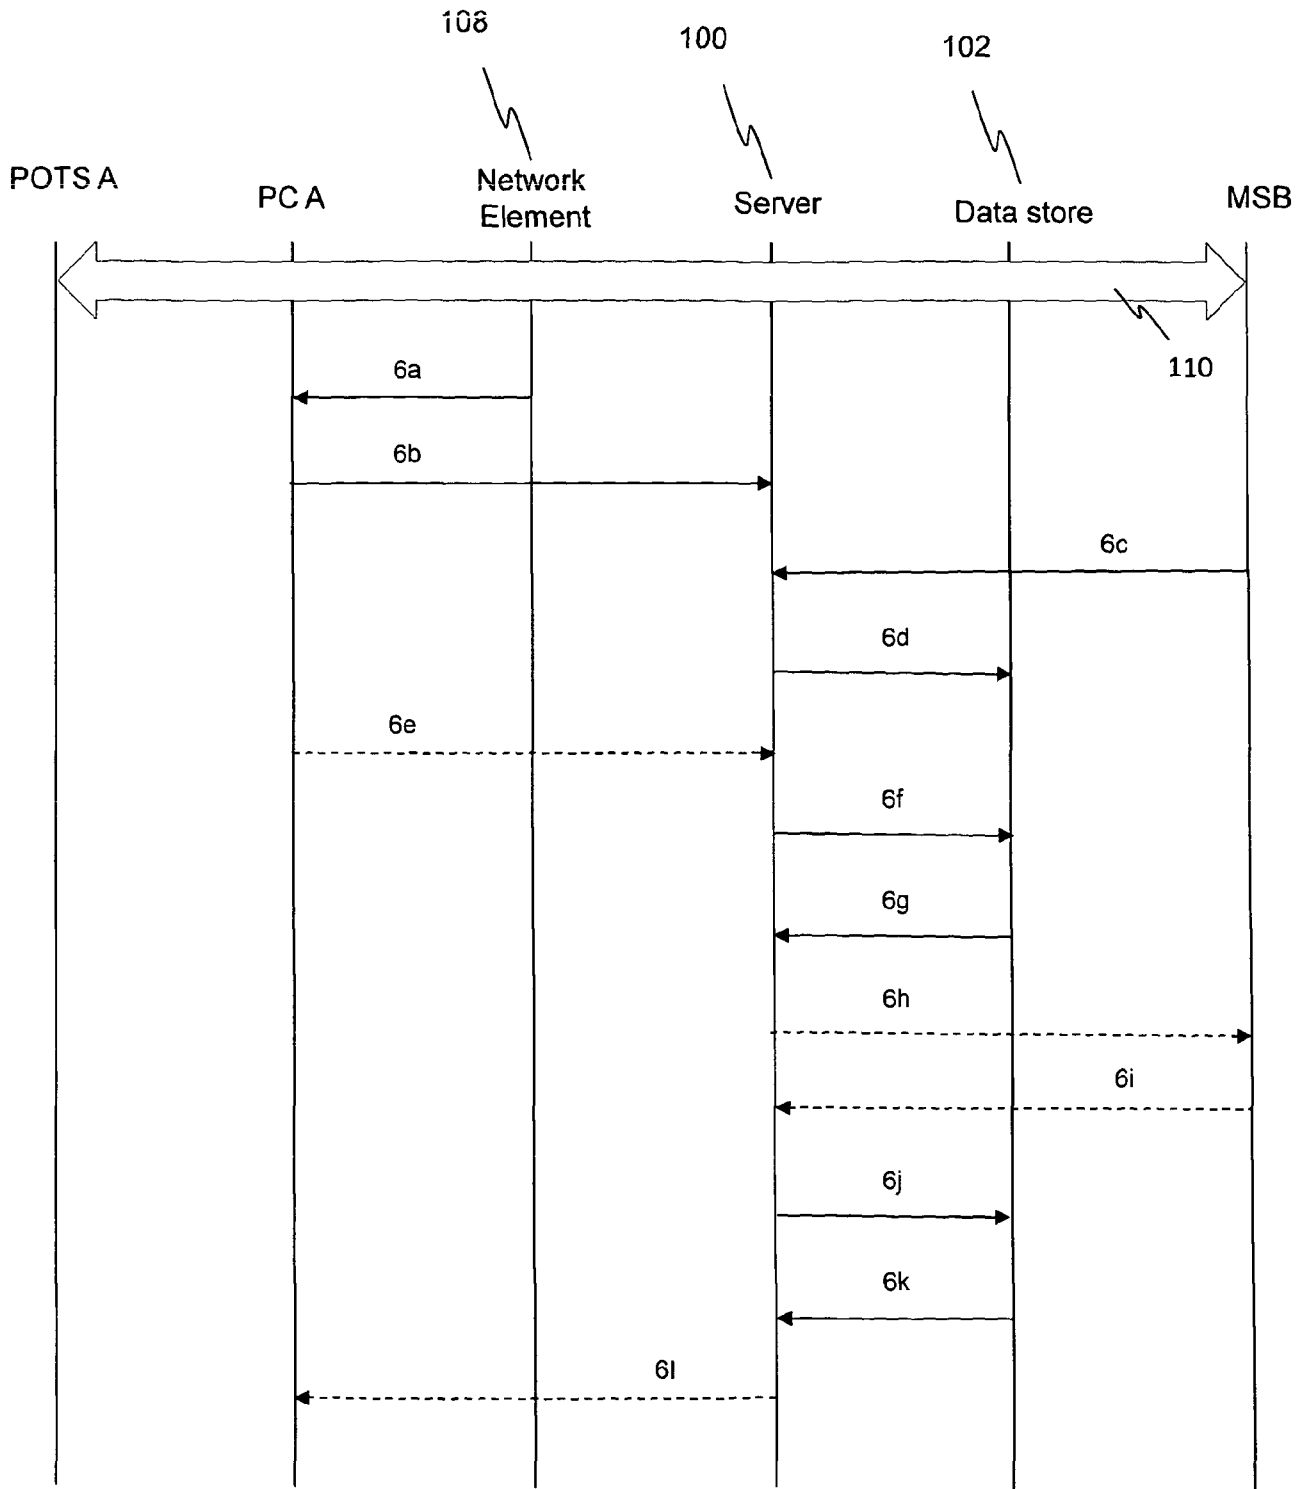 108
100
102
POTS A
PC A
Network
Element
Server
Data store
MSB
110
6a
6b
6c
6d
6e
6f
6g
6h
6i
6j
6k
6l